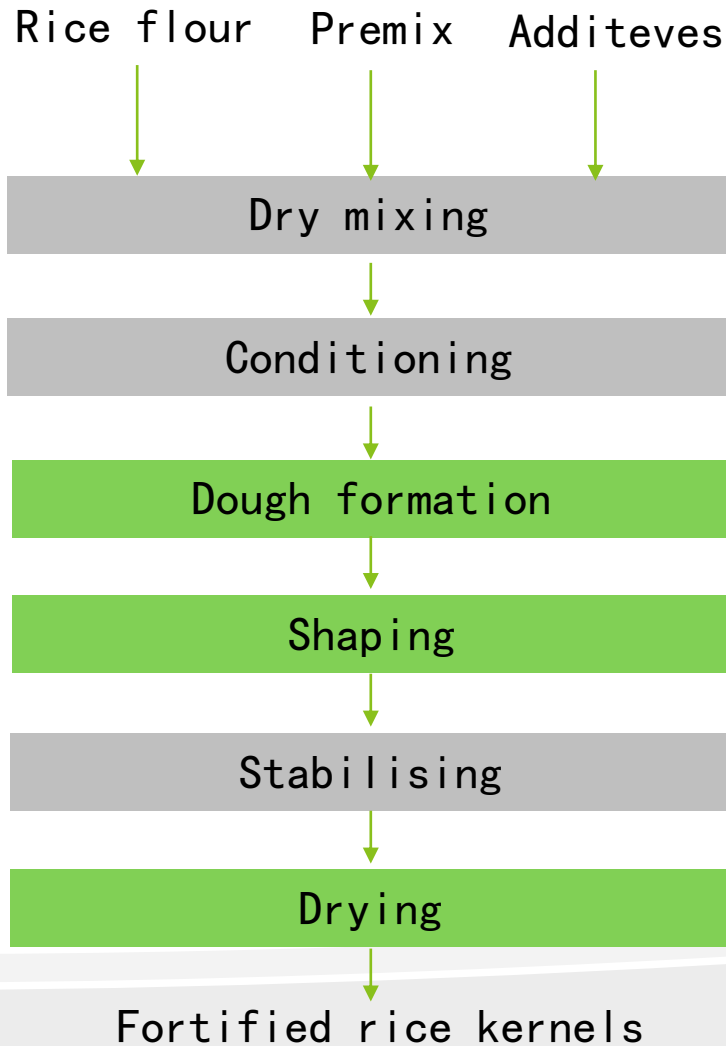 Rice flour Premix Additeves
Dry mixing
Conditioning
Dough formation
Shaping
Stabilising
Drying
Fortified rice kernels